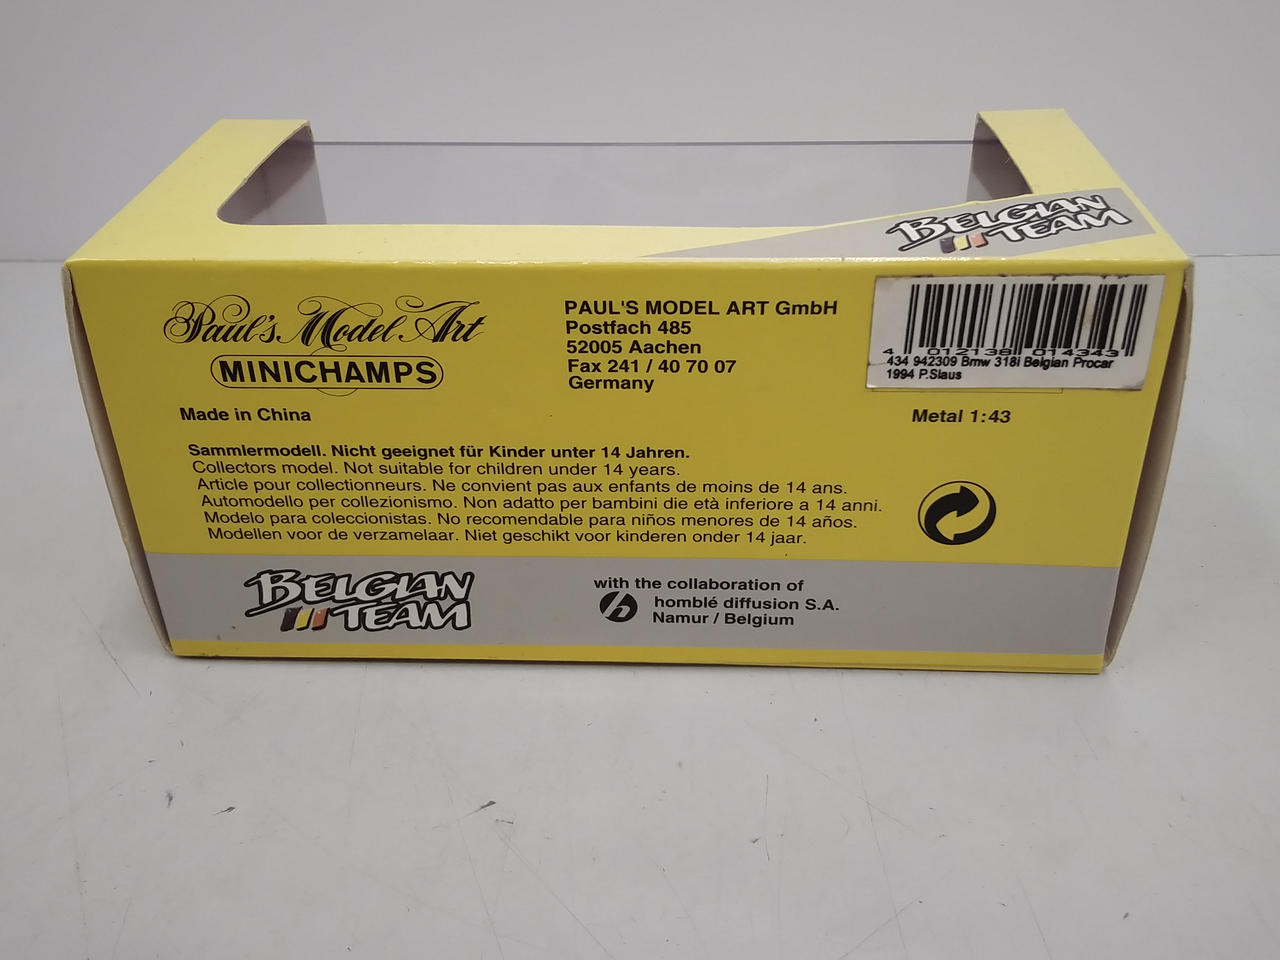 BELGIAN
TEAM
Paul's Model Art
MINICHAMPS
PAUL'S MODEL ART GmbH
Postfach 485
52005 Aachen
Fax 241 / 40 70 07
Germany
4 012138 014343
434 942309 Bmw 318i Belgian Procar
1994 P.Slaus
Made in China
Metal 1:43
Sammlermodell. Nicht geeignet für Kinder unter 14 Jahren.
Collectors model. Not suitable for children under 14 years.
Article pour collectionneurs. Ne convient pas aux enfants de moins de 14 ans.
Automodello per collezionismo. Non adatto per bambini die età inferiore a 14 anni.
Modelo para coleccionistas. No recomendable para niños menores de 14 años.
Modellen voor de verzamelaar. Niet geschikt voor kinderen onder 14 jaar.
BELGIAN
TEAM
with the collaboration of
h homblé diffusion S.A.
Namur / Belgium